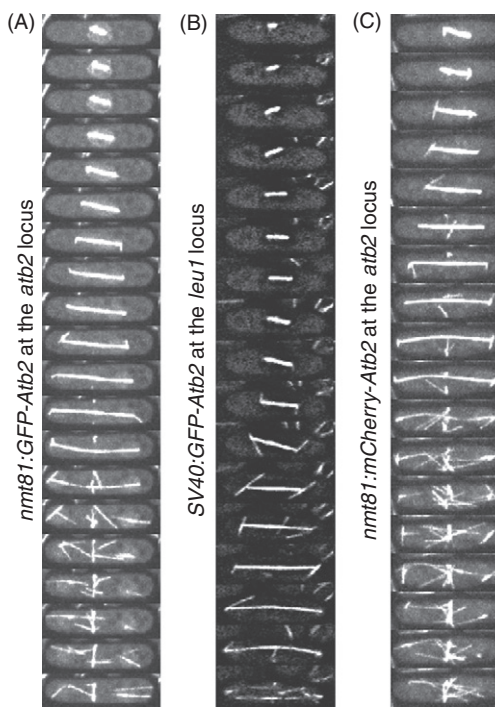 (A)
nmt81:GFP-Atb2 at the atb2 locus
(B)
SV40:GFP-Atb2 at the leu1 locus
(C)
nmt81:mCherry-Atb2 at the atb2 locus